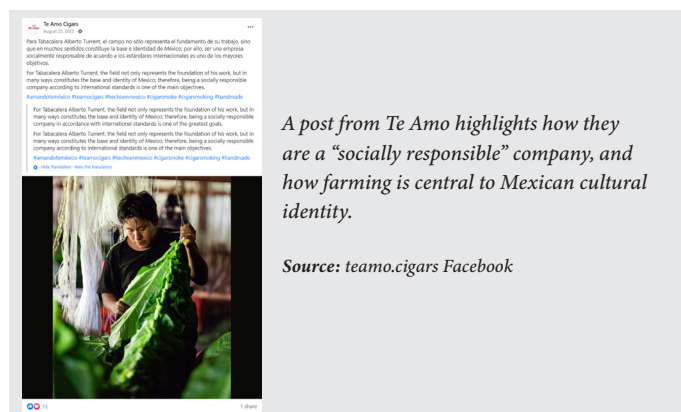 Te Amo Cigars
August 25, 2022 ·
Para Tabacalera Alberto Turrent, el campo no sólo representa el fundamento de su trabajo, sino
que en muchos sentidos constituye la base e identidad de México; por ello, ser una empresa
socialmente responsable de acuerdo a los estándares internacionales es uno de los mayores
objetivos.
For Tabacalera Alberto Turrent, the field not only represents the foundation of his work, but in
many ways constitutes the base and identity of Mexico; therefore, being a socially responsible
company according to international standards is one of the main objectives.
#amandoteméxico #teamocigars #hechoenmexico #cigarsmoke #cigarsmoking #handmade
For Tabacalera Alberto Turrent, the field not only represents the foundation of his work, but in
many ways constitutes the base and identity of Mexico; therefore, being a socially responsible
company in accordance with international standards is one of the greatest goals.
For Tabacalera Alberto Turrent, the field not only represents the foundation of his work, but in
many ways constitutes the base and identity of Mexico; therefore, being a socially responsible
company according to international standards is one of the main objectives.
#amandoteméxico #teamocigars #hechoenmexico #cigarsmoke #cigarsmoking #handmade
· Hide Translation · Rate this translation
13
1 share
A post from Te Amo highlights how they
are a “socially responsible” company, and
how farming is central to Mexican cultural
identity.
Source: teamo.cigars Facebook